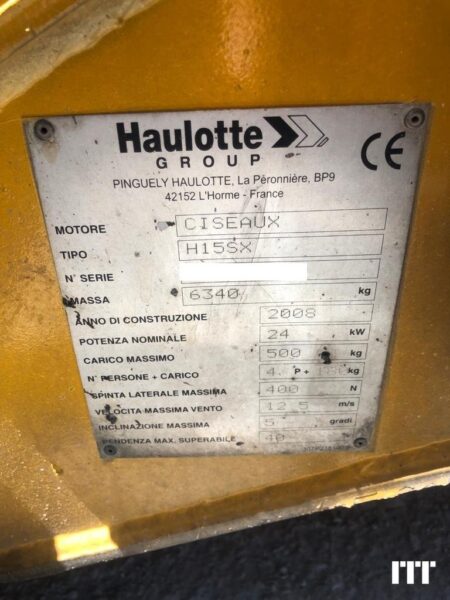 Haulotte
GROUP
CE
PINGUELY HAULOTTE, La Péronnière, BP9
42152 L'Horme - France
MOTORE CISEAUX
TIPO H15SX
N° SERIE
MASSA 6340 kg
ANNO DI CONSTRUZIONE 2008
POTENZA NOMINALE 24 kW
CARICO MASSIMO 500 kg
N° PERSONE + CARICO 4 P + kg
SPINTA LATERALE MASSIMA 400 N
VELOCITA MASSIMA VENTO 12.5 m/s
INCLINAZIONE MASSIMA 5 gradi
PENDENZA MAX. SUPERABILE 40
ITT